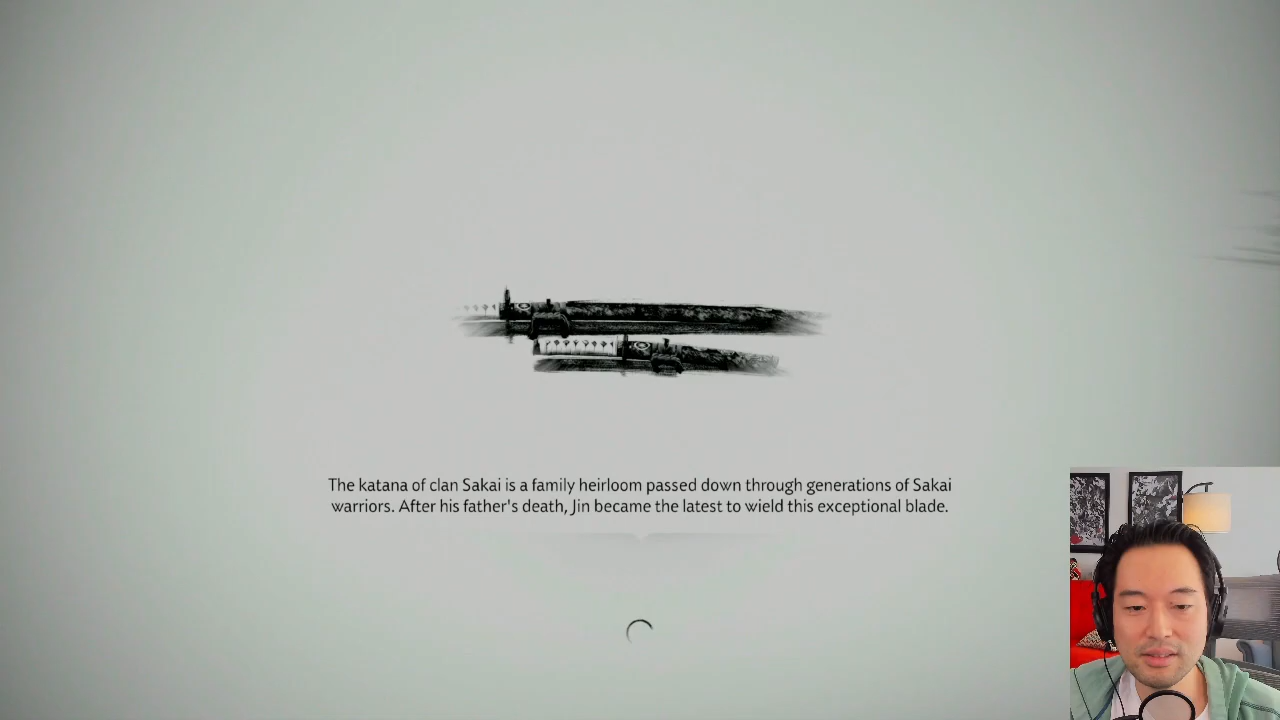 The katana of clan Sakai is a family heirloom passed down through generations of Sakai
warriors. After his father's death, Jin became the latest to wield this exceptional blade.